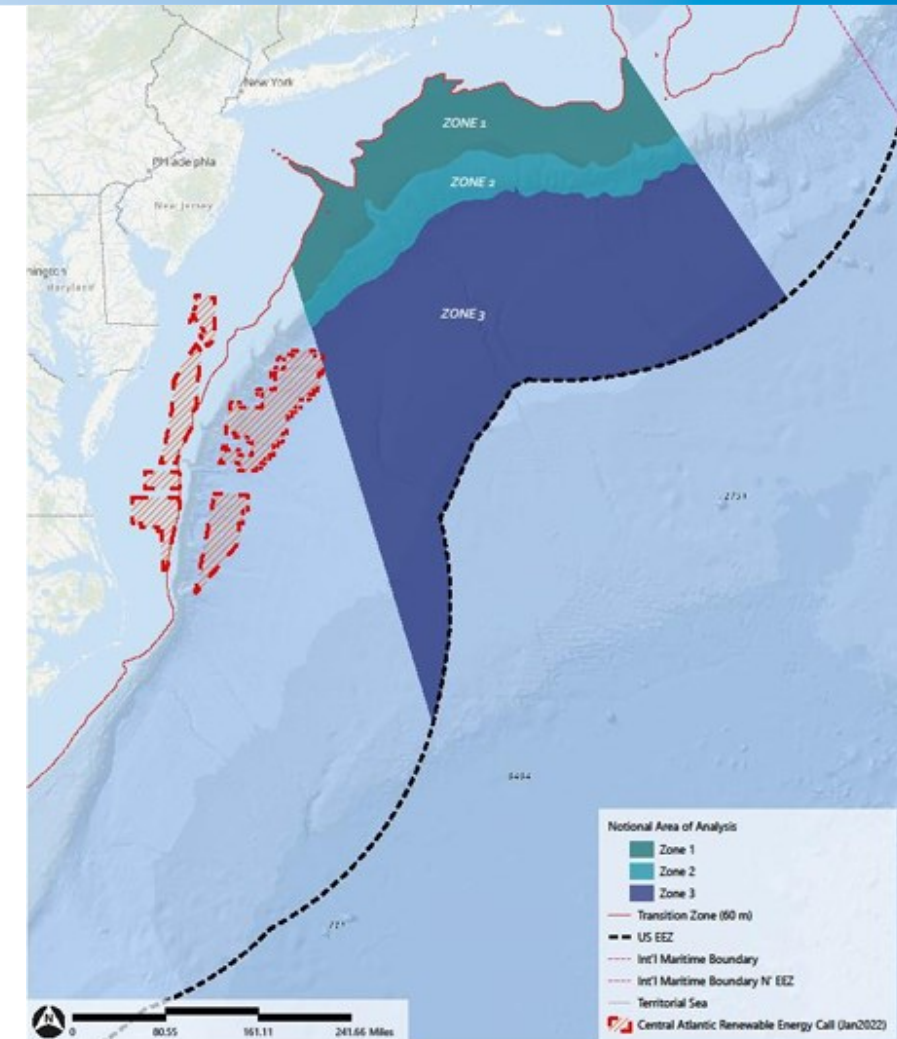 New York
Philadelphia
New Jersey
ZONE 1
ZONE 2
ington
Maryland
ZONE 3
Notional Area of Analysis
Zone 1
Zone 2
Zone 3
Transition Zone (60 m)
US EEZ
Int'l Maritime Boundary
Int'l Maritime Boundary N' EEZ
Territorial Sea
Central Atlantic Renewable Energy Call (Jan2022)
0 80.55 161.11 241.66 Miles